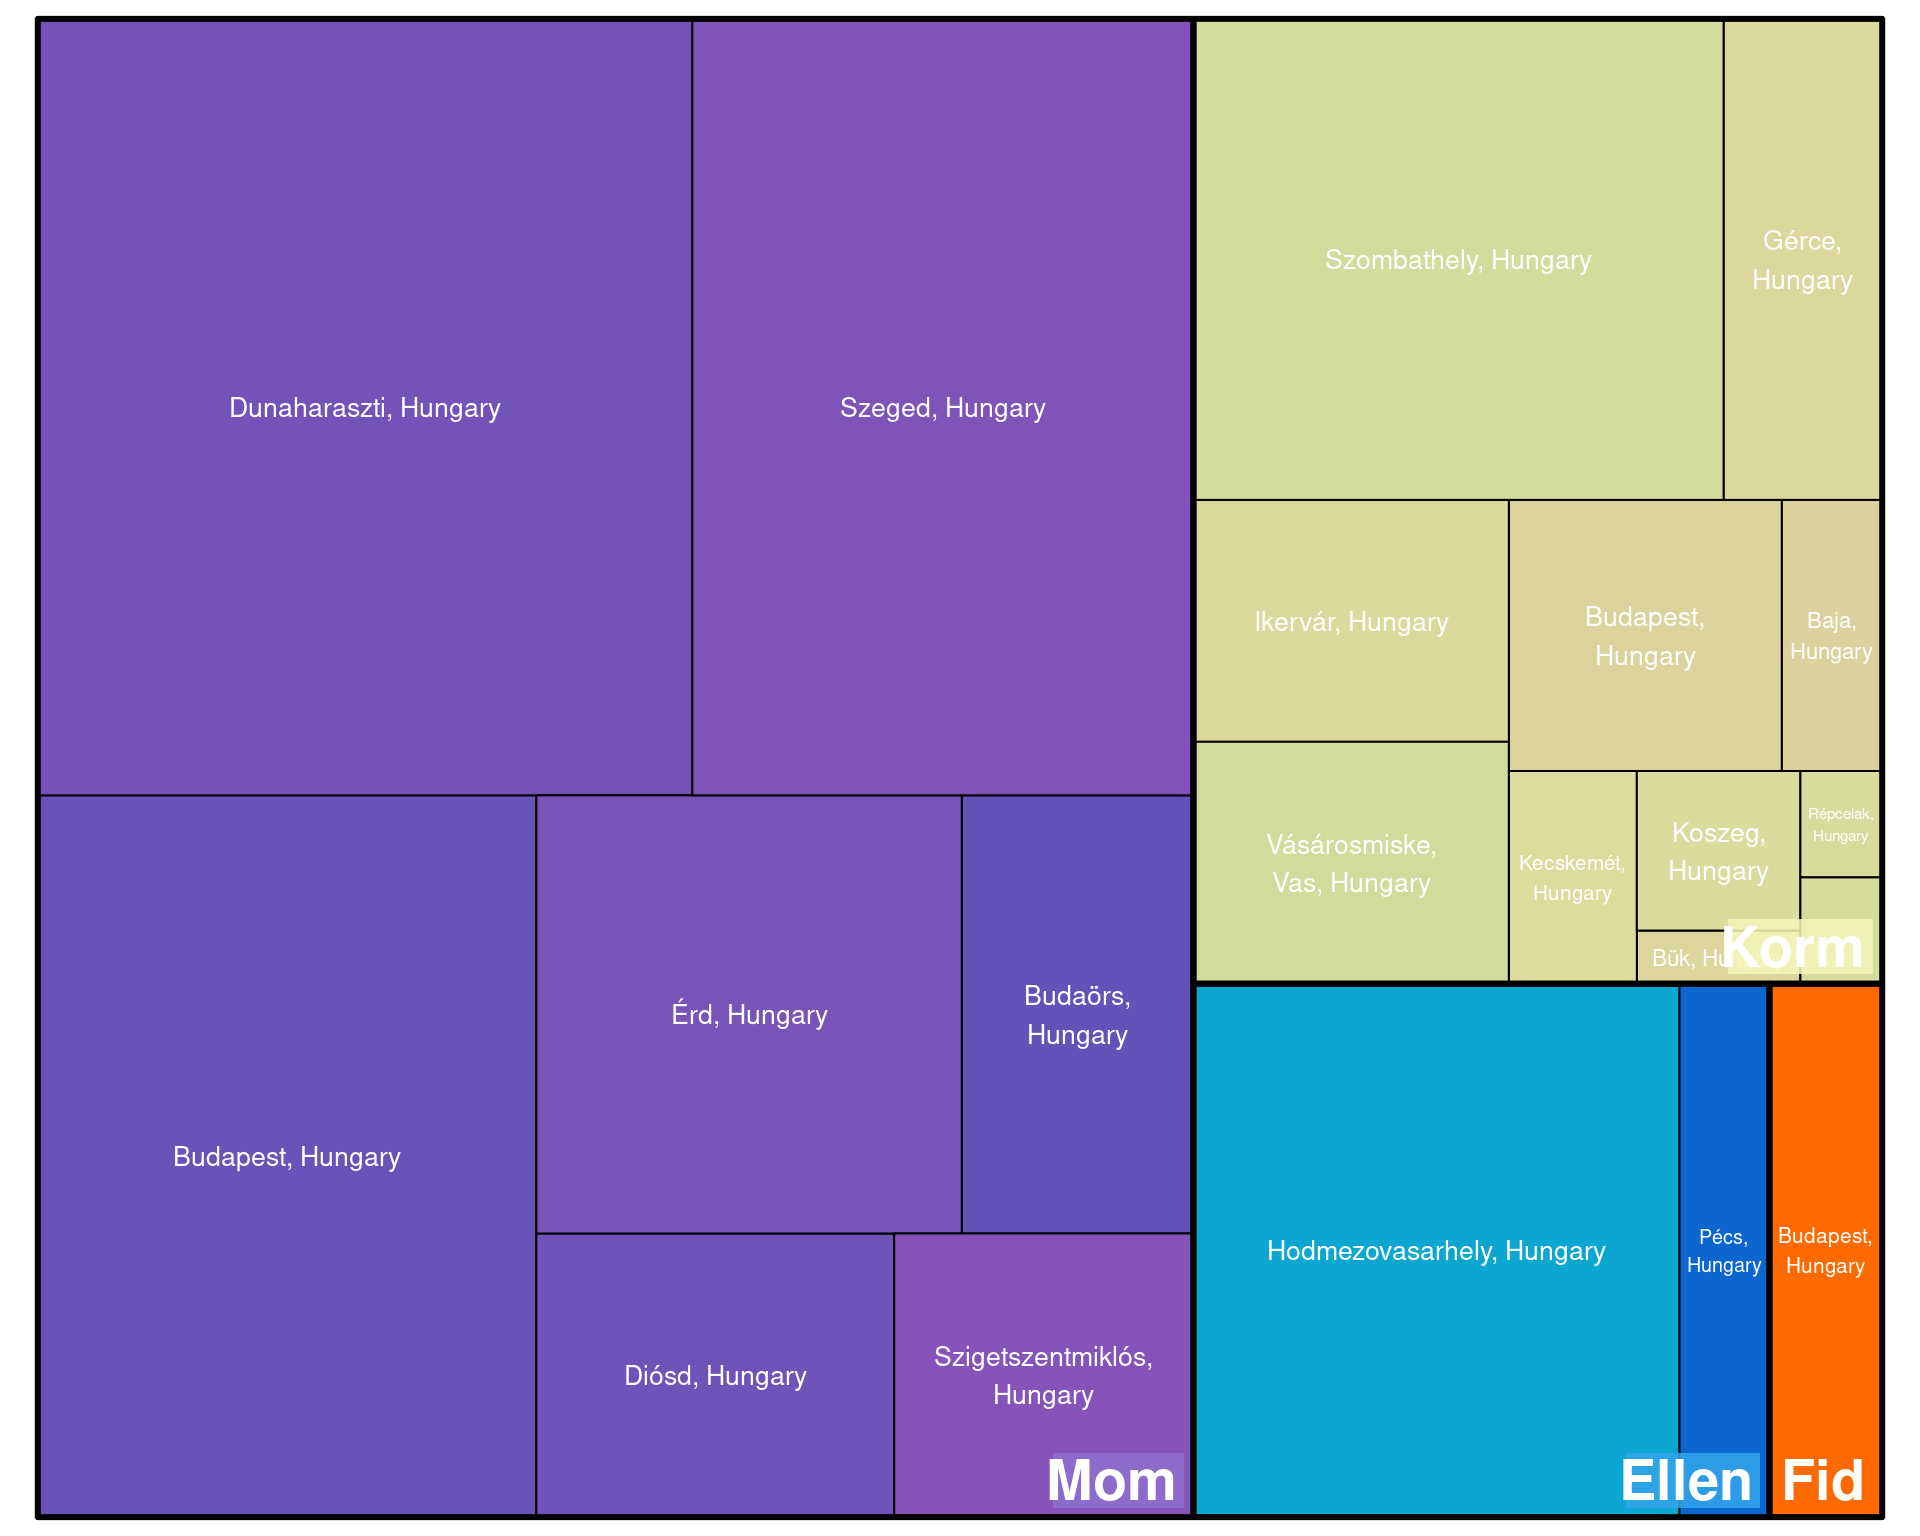 Dunaharaszti, Hungary
Szeged, Hungary
Budapest, Hungary
Érd, Hungary
Budaörs,
Hungary
Diósd, Hungary
Szigetszentmiklós,
Hungary
Mom
Szombathely, Hungary
Gérce,
Hungary
Ikervár, Hungary
Budapest,
Hungary
Baja,
Hungary
Vásárosmiske,
Vas, Hungary
Kecskemét,
Hungary
Koszeg,
Hungary
Répcelak,
Hungary
Bük,
Korm
Hodmezovasarhely, Hungary
Pécs,
Hungary
Ellen
Budapest,
Hungary
Fid